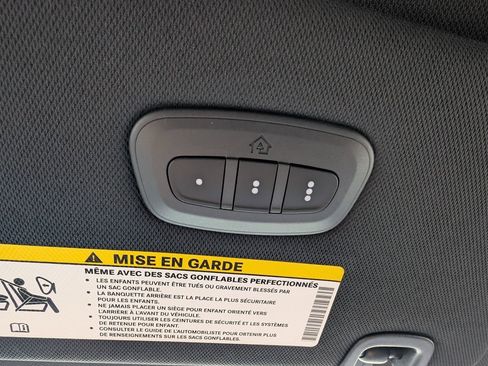 MISE EN GARDE
MÊME AVEC DES SACS GONFLABLES PERFECTIONNÉS
• LES ENFANTS PEUVENT ÊTRE TUÉS OU GRAVEMENT BLESSÉS PAR
UN SAC GONFLABLE.
• LA BANQUETTE ARRIÈRE EST LA PLACE LA PLUS SÉCURITAIRE
POUR LES ENFANTS.
• NE JAMAIS PLACER UN SIÈGE POUR ENFANT ORIENTÉ VERS
L'ARRIÈRE À L'AVANT DU VÉHICULE.
• TOUJOURS UTILISER LES CEINTURES DE SÉCURITÉ ET LES SYSTÈMES
DE RETENUE POUR ENFANT.
• CONSULTER LE GUIDE DE L'AUTOMOBILISTE POUR OBTENIR PLUS
DE RENSEIGNEMENTS SUR LES SACS GONFLABLES.